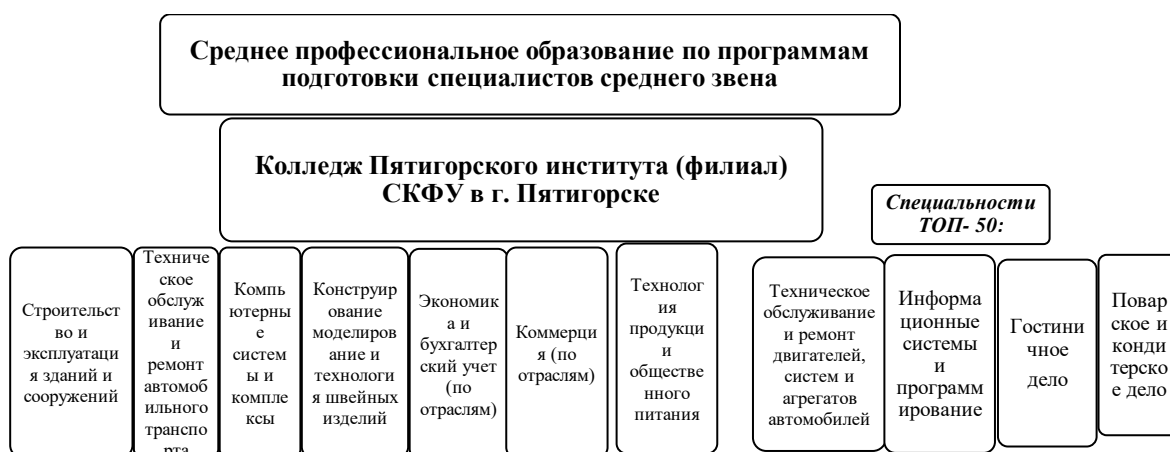 Среднее профессиональное образование по программам
подготовки специалистов среднего звена
Колледж Пятигорского института (филиал)
СКФУ в г. Пятигорске
Специальности
ТОП- 50:
Строительст
во и
эксплуатаци
я зданий и
сооружений
Техниче
ское
обслуж
ивание
и
ремонт
автомоб
ильного
транспо
рта
Компь
ютерны
е
систем
ы и
компле
ксы
Конструир
ование
моделиров
ание и
технологи
я швейных
изделий
Экономик
а и
бухгалтер
ский учет
(по
отраслям)
Коммерци
я (по
отраслям)
Технолог
ия
продукци
и
обществе
нного
питания
Техническое
обслуживание
и ремонт
двигателей,
систем и
агрегатов
автомобилей
Информа
ционные
системы
и
программ
ирование
Гостини
чное
дело
Повар
ское и
конди
терско
е дело